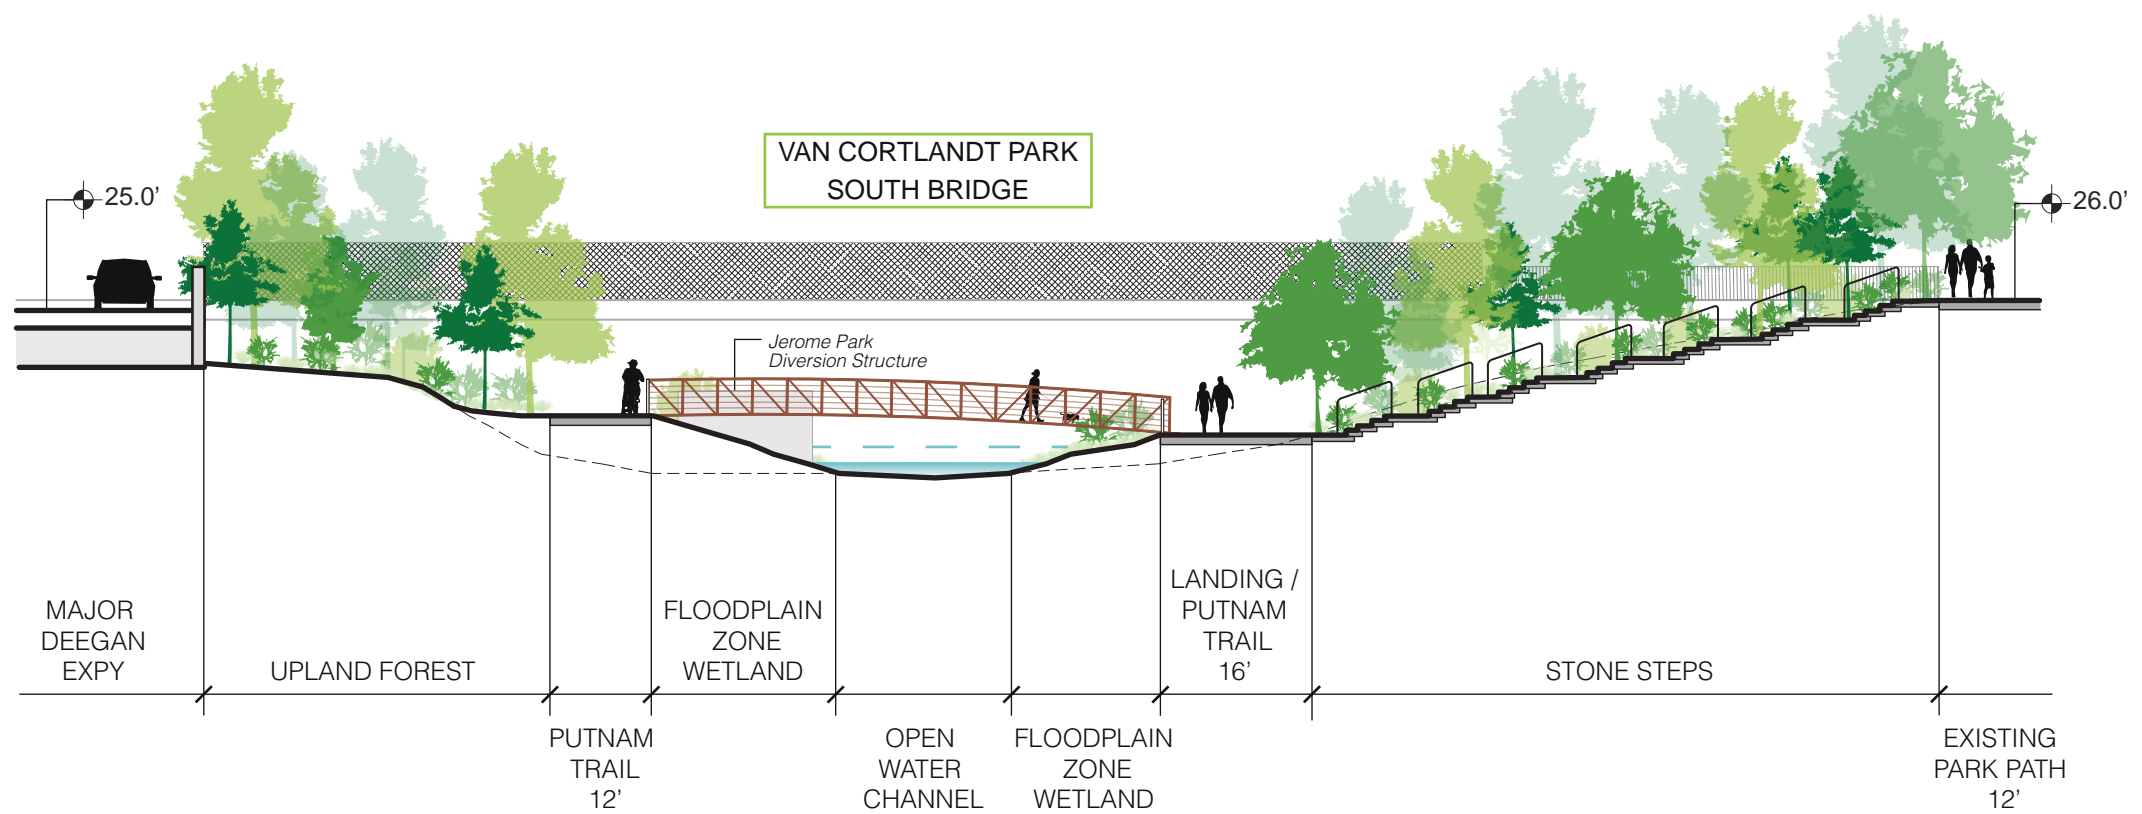 VAN CORTLANDT PARK
SOUTH BRIDGE
25.0’
26.0’
Jerome Park
Diversion Structure
MAJOR
DEEGAN
EXPY
UPLAND FOREST
PUTNAM
TRAIL
12’
FLOODPLAIN
ZONE
WETLAND
OPEN
WATER
CHANNEL
FLOODPLAIN
ZONE
WETLAND
LANDING /
PUTNAM
TRAIL
16’
STONE STEPS
EXISTING
PARK PATH
12’